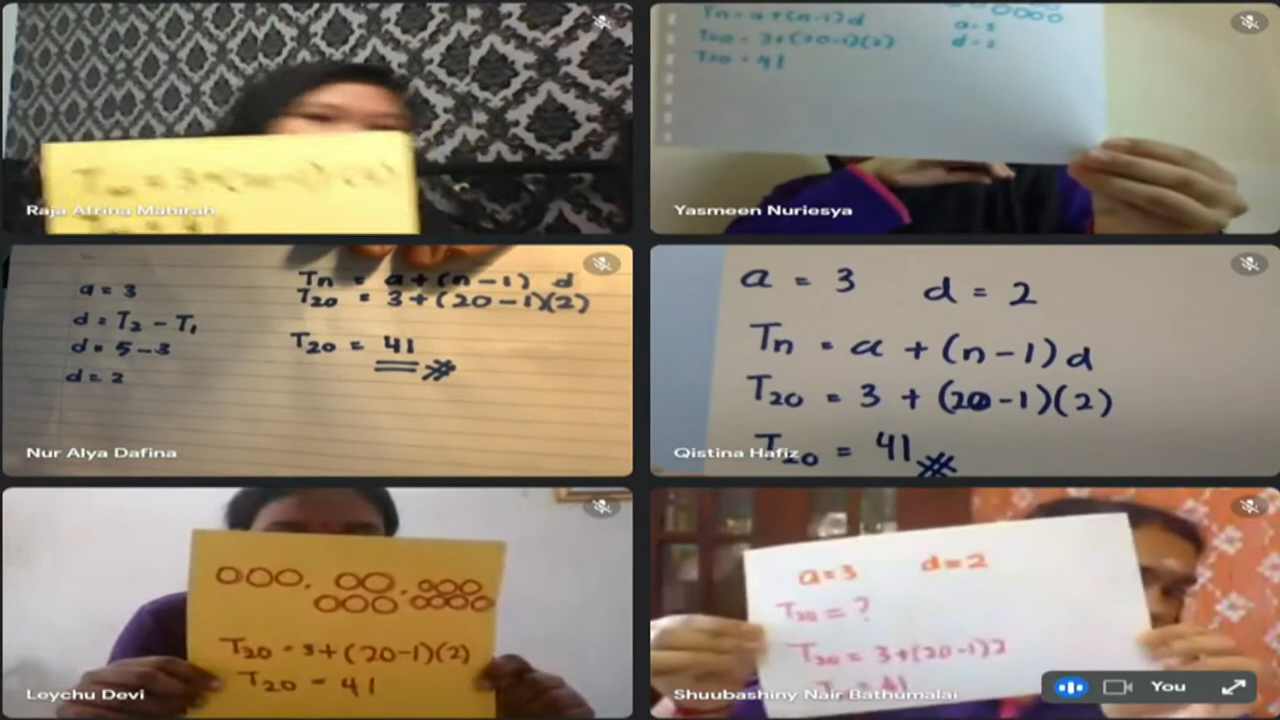 Raja Afrina Mahirah
Tn = a + (n-1) d
T20 = 3 + (20-1)(2)
T20 = 41
a = 3
d = 2
Yasmeen Nuriesya
a = 3
d = T2 - T1
d = 5 - 3
d = 2
Tn = a + (n-1) d
T20 = 3 + (20-1)(2)
T20 = 41
Nur Alya Dafina
a = 3 d = 2
Tn = a + (n-1)d
T20 = 3 + (20-1)(2)
T20 = 41
Qistina Hafiz
T20 = 3 + (20-1)(2)
T20 = 41
Leychu Devi
a = 3 d = 2
T20 = ?
T20 = 3 + (20-1)2
41
Shuubashiny Nair Bathumalai
You